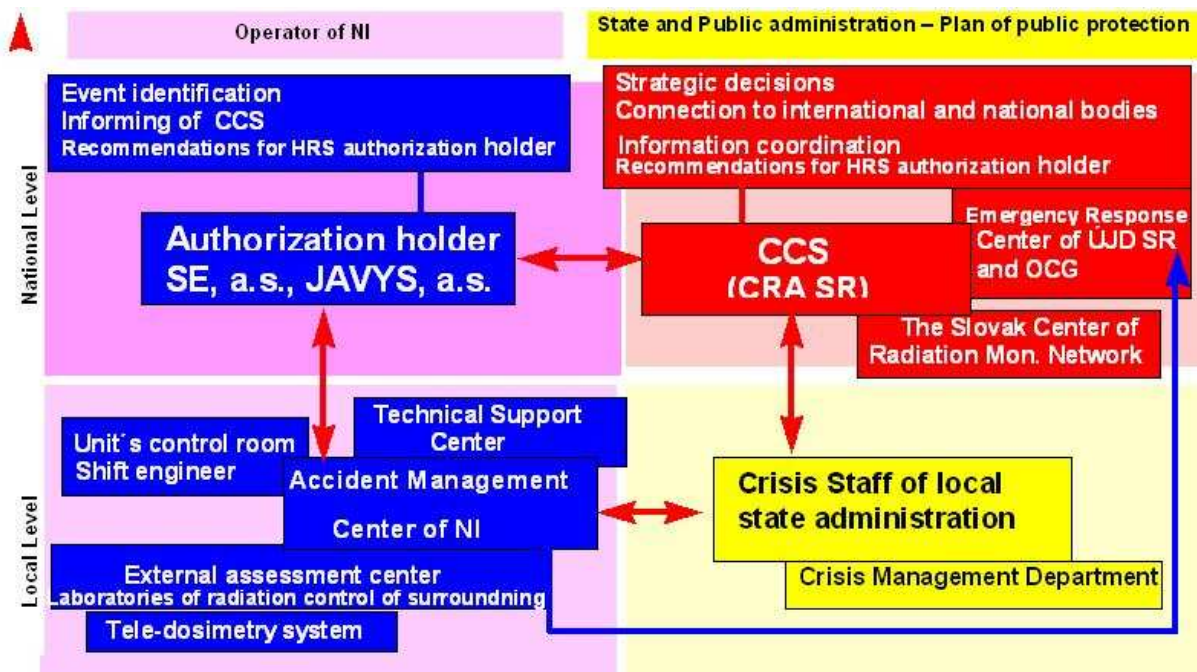 Operator of NI
State and Public administration – Plan of public protection
National Level
Event identification
Informing of CCS
Recommendations for HRS authorization holder
Strategic decisions
Connection to international and national bodies
Information coordination
Recommendations for HRS authorization holder
Authorization holder
SE, a.s., JAVYS, a.s.
CCS
(CRA SR)
Emergency Response
Center of ÚJD SR
and OCG
The Slovak Center of
Radiation Mon. Network
Local Level
Unit´s control room
Shift engineer
Technical Support
Center
Accident Management
Center of NI
Crisis Staff of local
state administration
Crisis Management Department
External assessment center
Laboratories of radiation control of surroundning
Tele-dosimetry system